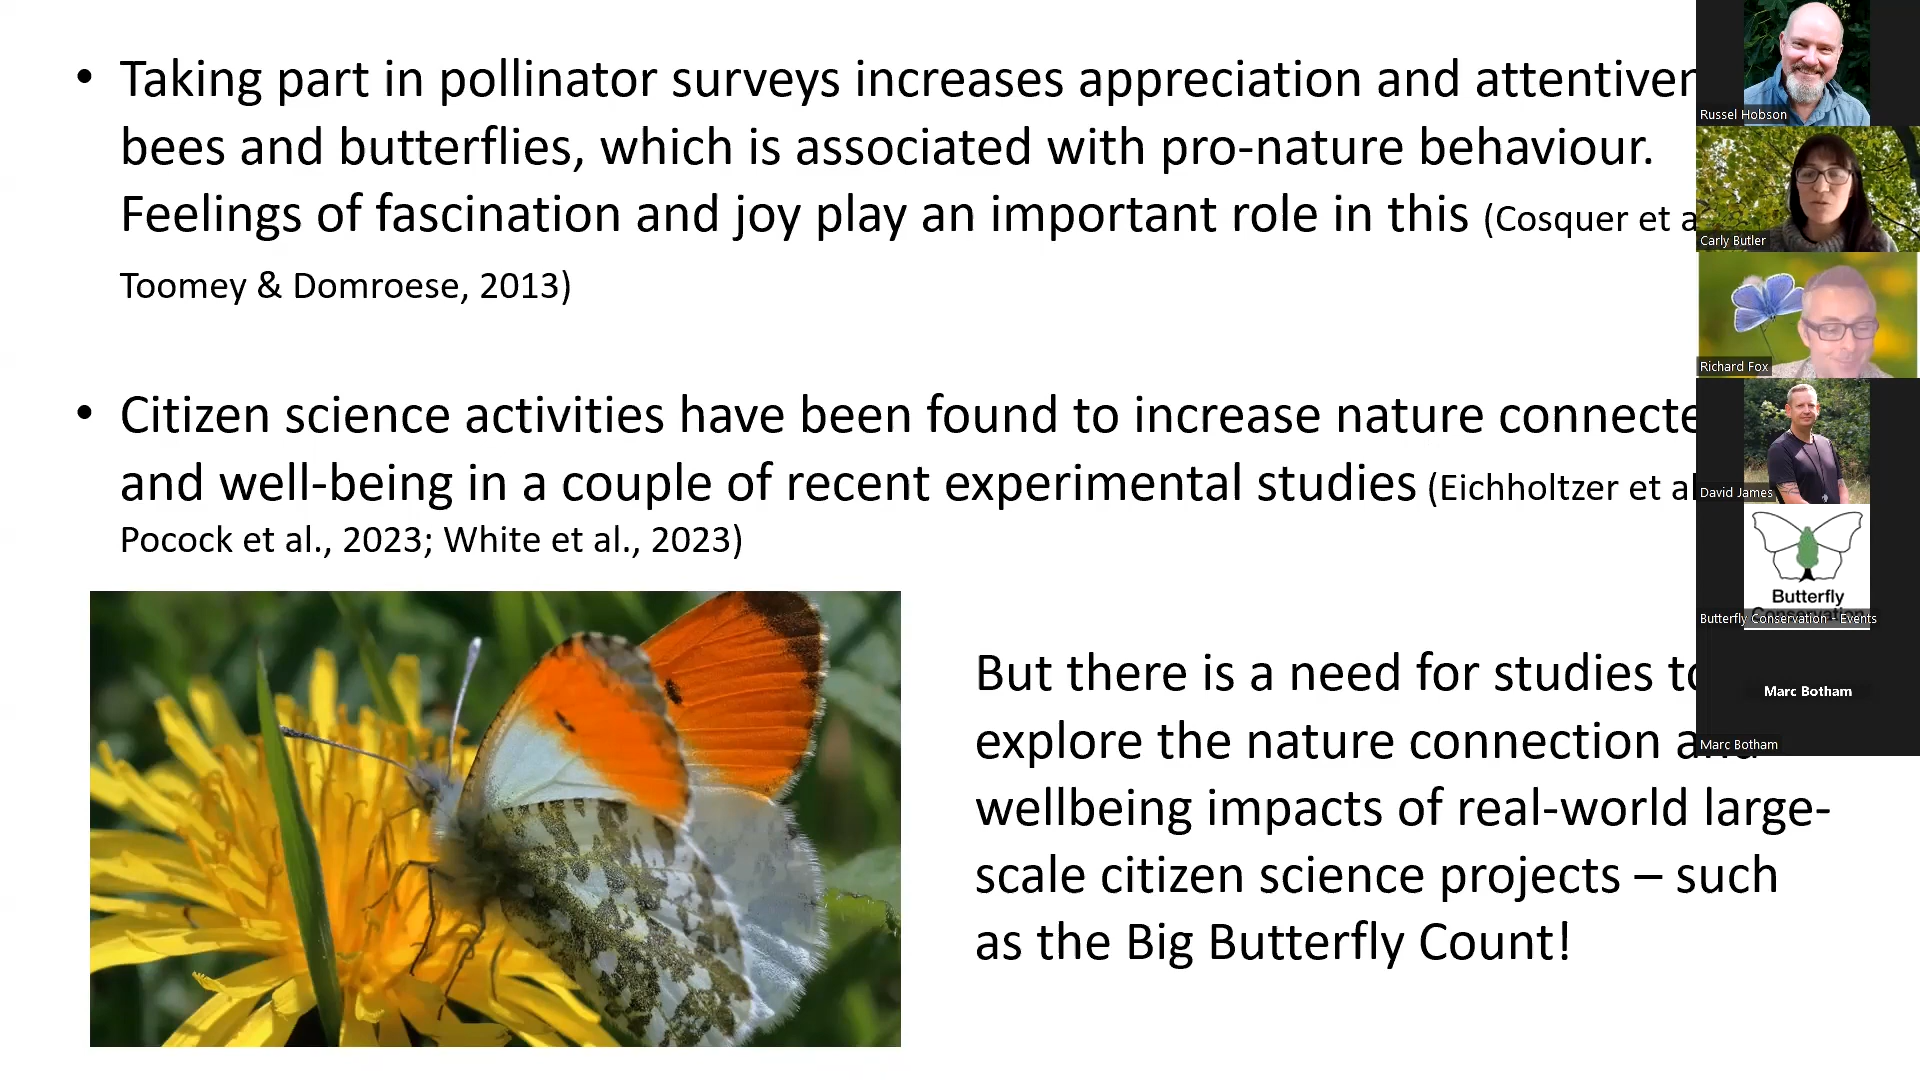 • Taking part in pollinator surveys increases appreciation and
bees and butterflies, which is associated with pro-nature behaviour.
Feelings of fascination and joy play an important role in this (Cosquer et
Toomey & Domroese, 2013)
• Citizen science activities have been found to increase nature
and well-being in a couple of recent experimental studies (Eichholtzer et
Pocock et al., 2023; White et al., 2023)
But there is a need for studies to
explore the nature connection and
wellbeing impacts of real-world large-
scale citizen science projects – such
as the Big Butterfly Count!
Russel Hobson
Carly Butler
Richard Fox
David James
Butterfly
Conservation
Butterfly Conservation - Events
Marc Botham
Marc Botham